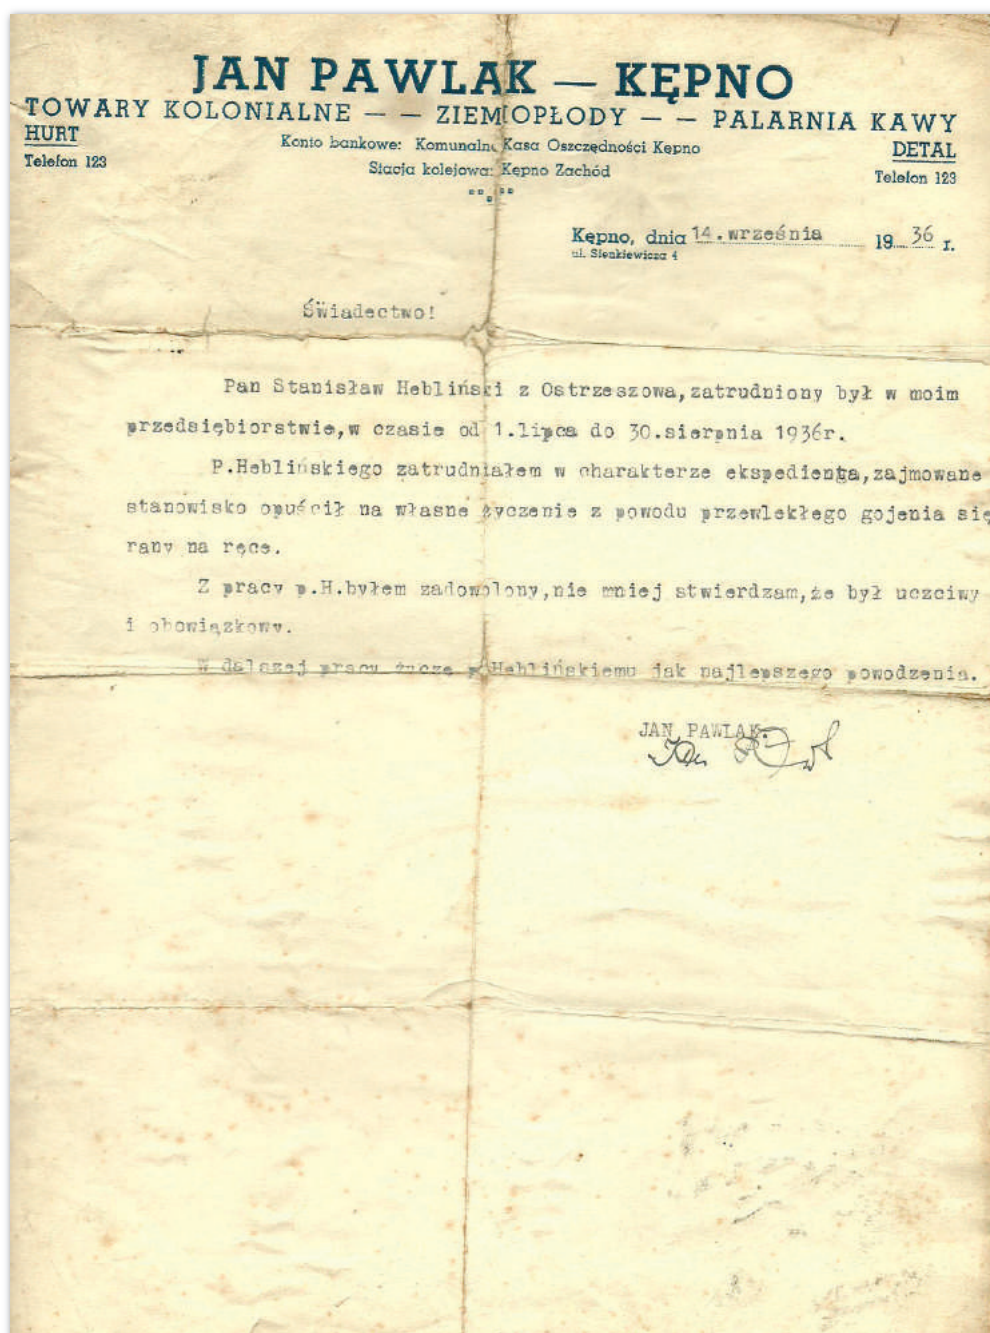 JAN PAWLAK — KĘPNO
TOWARY KOLONIALNE — — ZIEMIOPŁODY — — PALARNIA KAWY
HURT
Telefon 123
Konto bankowe: Komunalna Kasa Oszczędności Kępno
Stacja kolejowa: Kępno Zachód
DETAL
Telefon 123
Kępno, dnia 14.września 19 36 r.
ul. Sienkiewicza 4
Świadectwo!
Pan Stanisław Hebliński z Ostrzeszowa,zatrudniony był w moim
przedsiębiorstwie,w czasie od 1.lipca do 30.sierpnia 1936r.
P.Heblińskiego zatrudniałem w charakterze ekspedienta,zajmowane
stanowisko opuścił na własne życzenie z powodu przewlekłego gojenia się
rany na ręce.
Z pracy p.H.byłem zadowolony,nie mniej stwierdzam,że był uczciwy
i obowiązkowy.
W dalszej pracy życzę p.Heblińskiemu jak najlepszego powodzenia.
JAN PAWLAK.